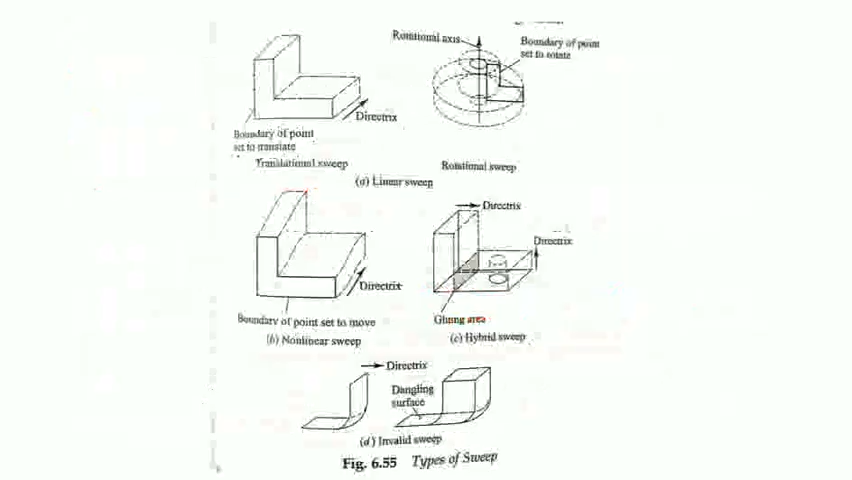 Rotational axis
Boundary of point
set to rotate
Directrix
Boundary of point
set to translate
Translational sweep
Rotational sweep
(a) Linear sweep
Directrix
Directrix
Directrix
Boundary of point set to move
Gluing area
(b) Nonlinear sweep
(c) Hybrid sweep
Directrix
Dangling
surface
(d) Invalid sweep
Fig. 6.55 Types of Sweep